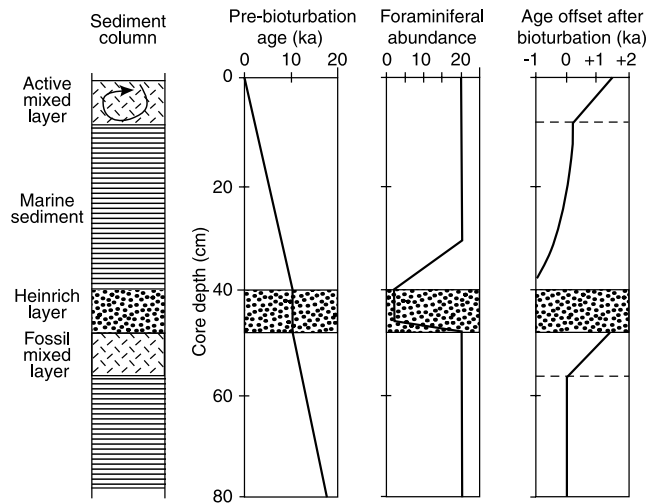 Sediment
column
Pre-bioturbation
age (ka)
Foraminiferal
abundance
Age offset after
bioturbation (ka)
0 10 20
0 10 20
-1 0 +1 +2
Active
mixed
layer
Marine
sediment
Heinrich
layer
Fossil
mixed
layer
Core depth (cm)
0
20
40
60
80